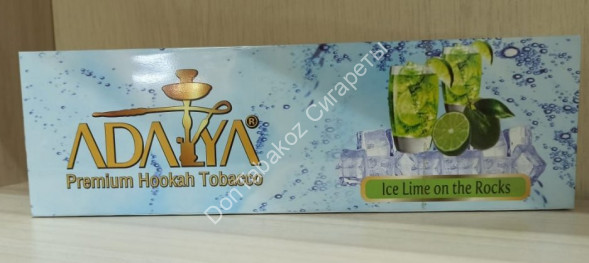 ADALYA®
Premium Hookah Tobacco
Ice Lime on the Rocks